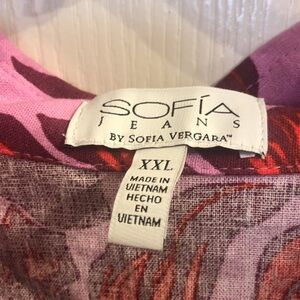 SOFÍA
JEANS
BY SOFIA VERGARA™
XXL
MADE IN
VIETNAM
HECHO
EN
VIETNAM